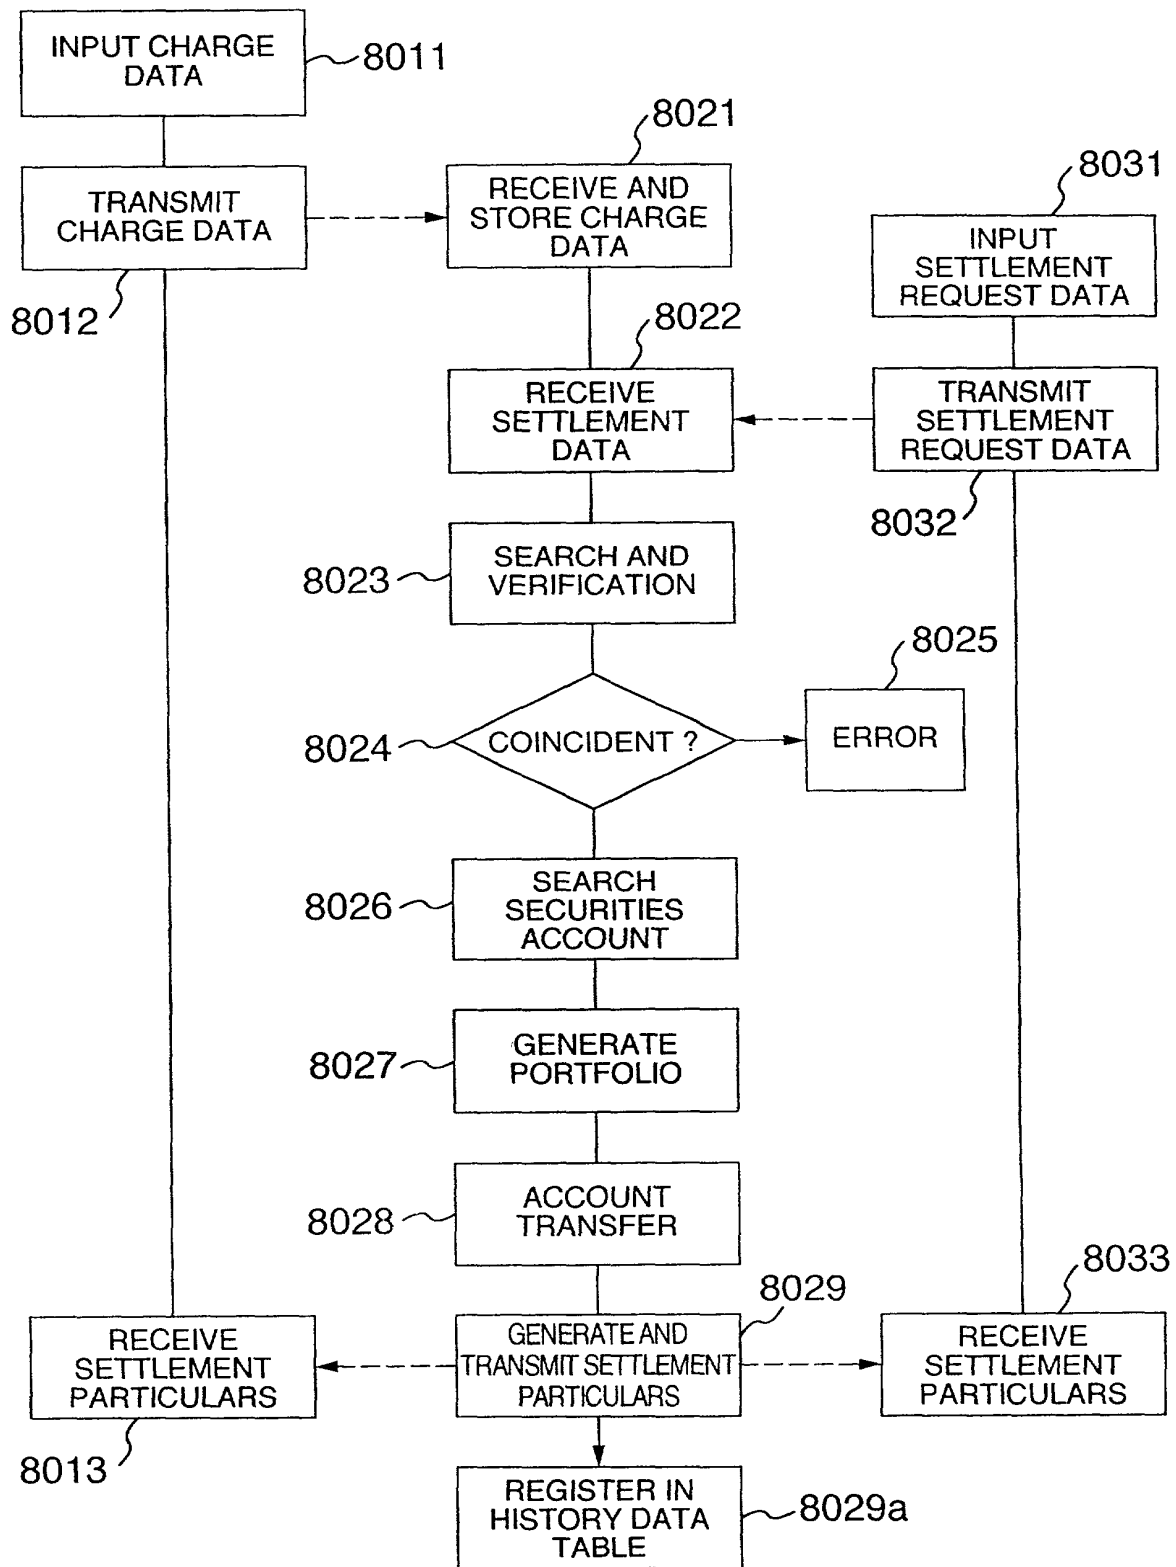 INPUT CHARGE
DATA
8011
TRANSMIT
CHARGE DATA
8012
8021
RECEIVE AND
STORE CHARGE
DATA
8031
INPUT
SETTLEMENT
REQUEST DATA
8022
RECEIVE
SETTLEMENT
DATA
TRANSMIT
SETTLEMENT
REQUEST DATA
8032
8023
SEARCH AND
VERIFICATION
8024
COINCIDENT ?
8025
ERROR
8026
SEARCH
SECURITIES
ACCOUNT
8027
GENERATE
PORTFOLIO
8028
ACCOUNT
TRANSFER
8029
GENERATE AND
TRANSMIT SETTLEMENT
PARTICULARS
RECEIVE
SETTLEMENT
PARTICULARS
8013
8033
RECEIVE
SETTLEMENT
PARTICULARS
REGISTER IN
HISTORY DATA
TABLE
8029a